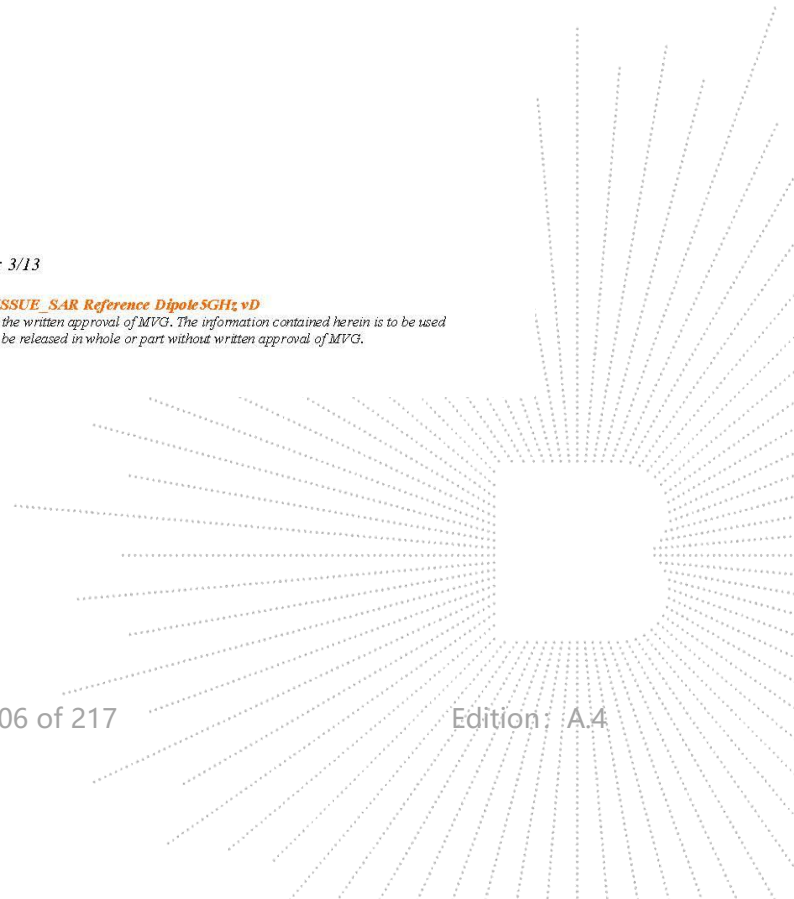 : 3/13
SSUE_SAR Reference Dipole5GHz vD
the written approval of MVG. The information contained herein is to be used
be released in whole or part without written approval of MVG.
06 of 217 Edition：A.4